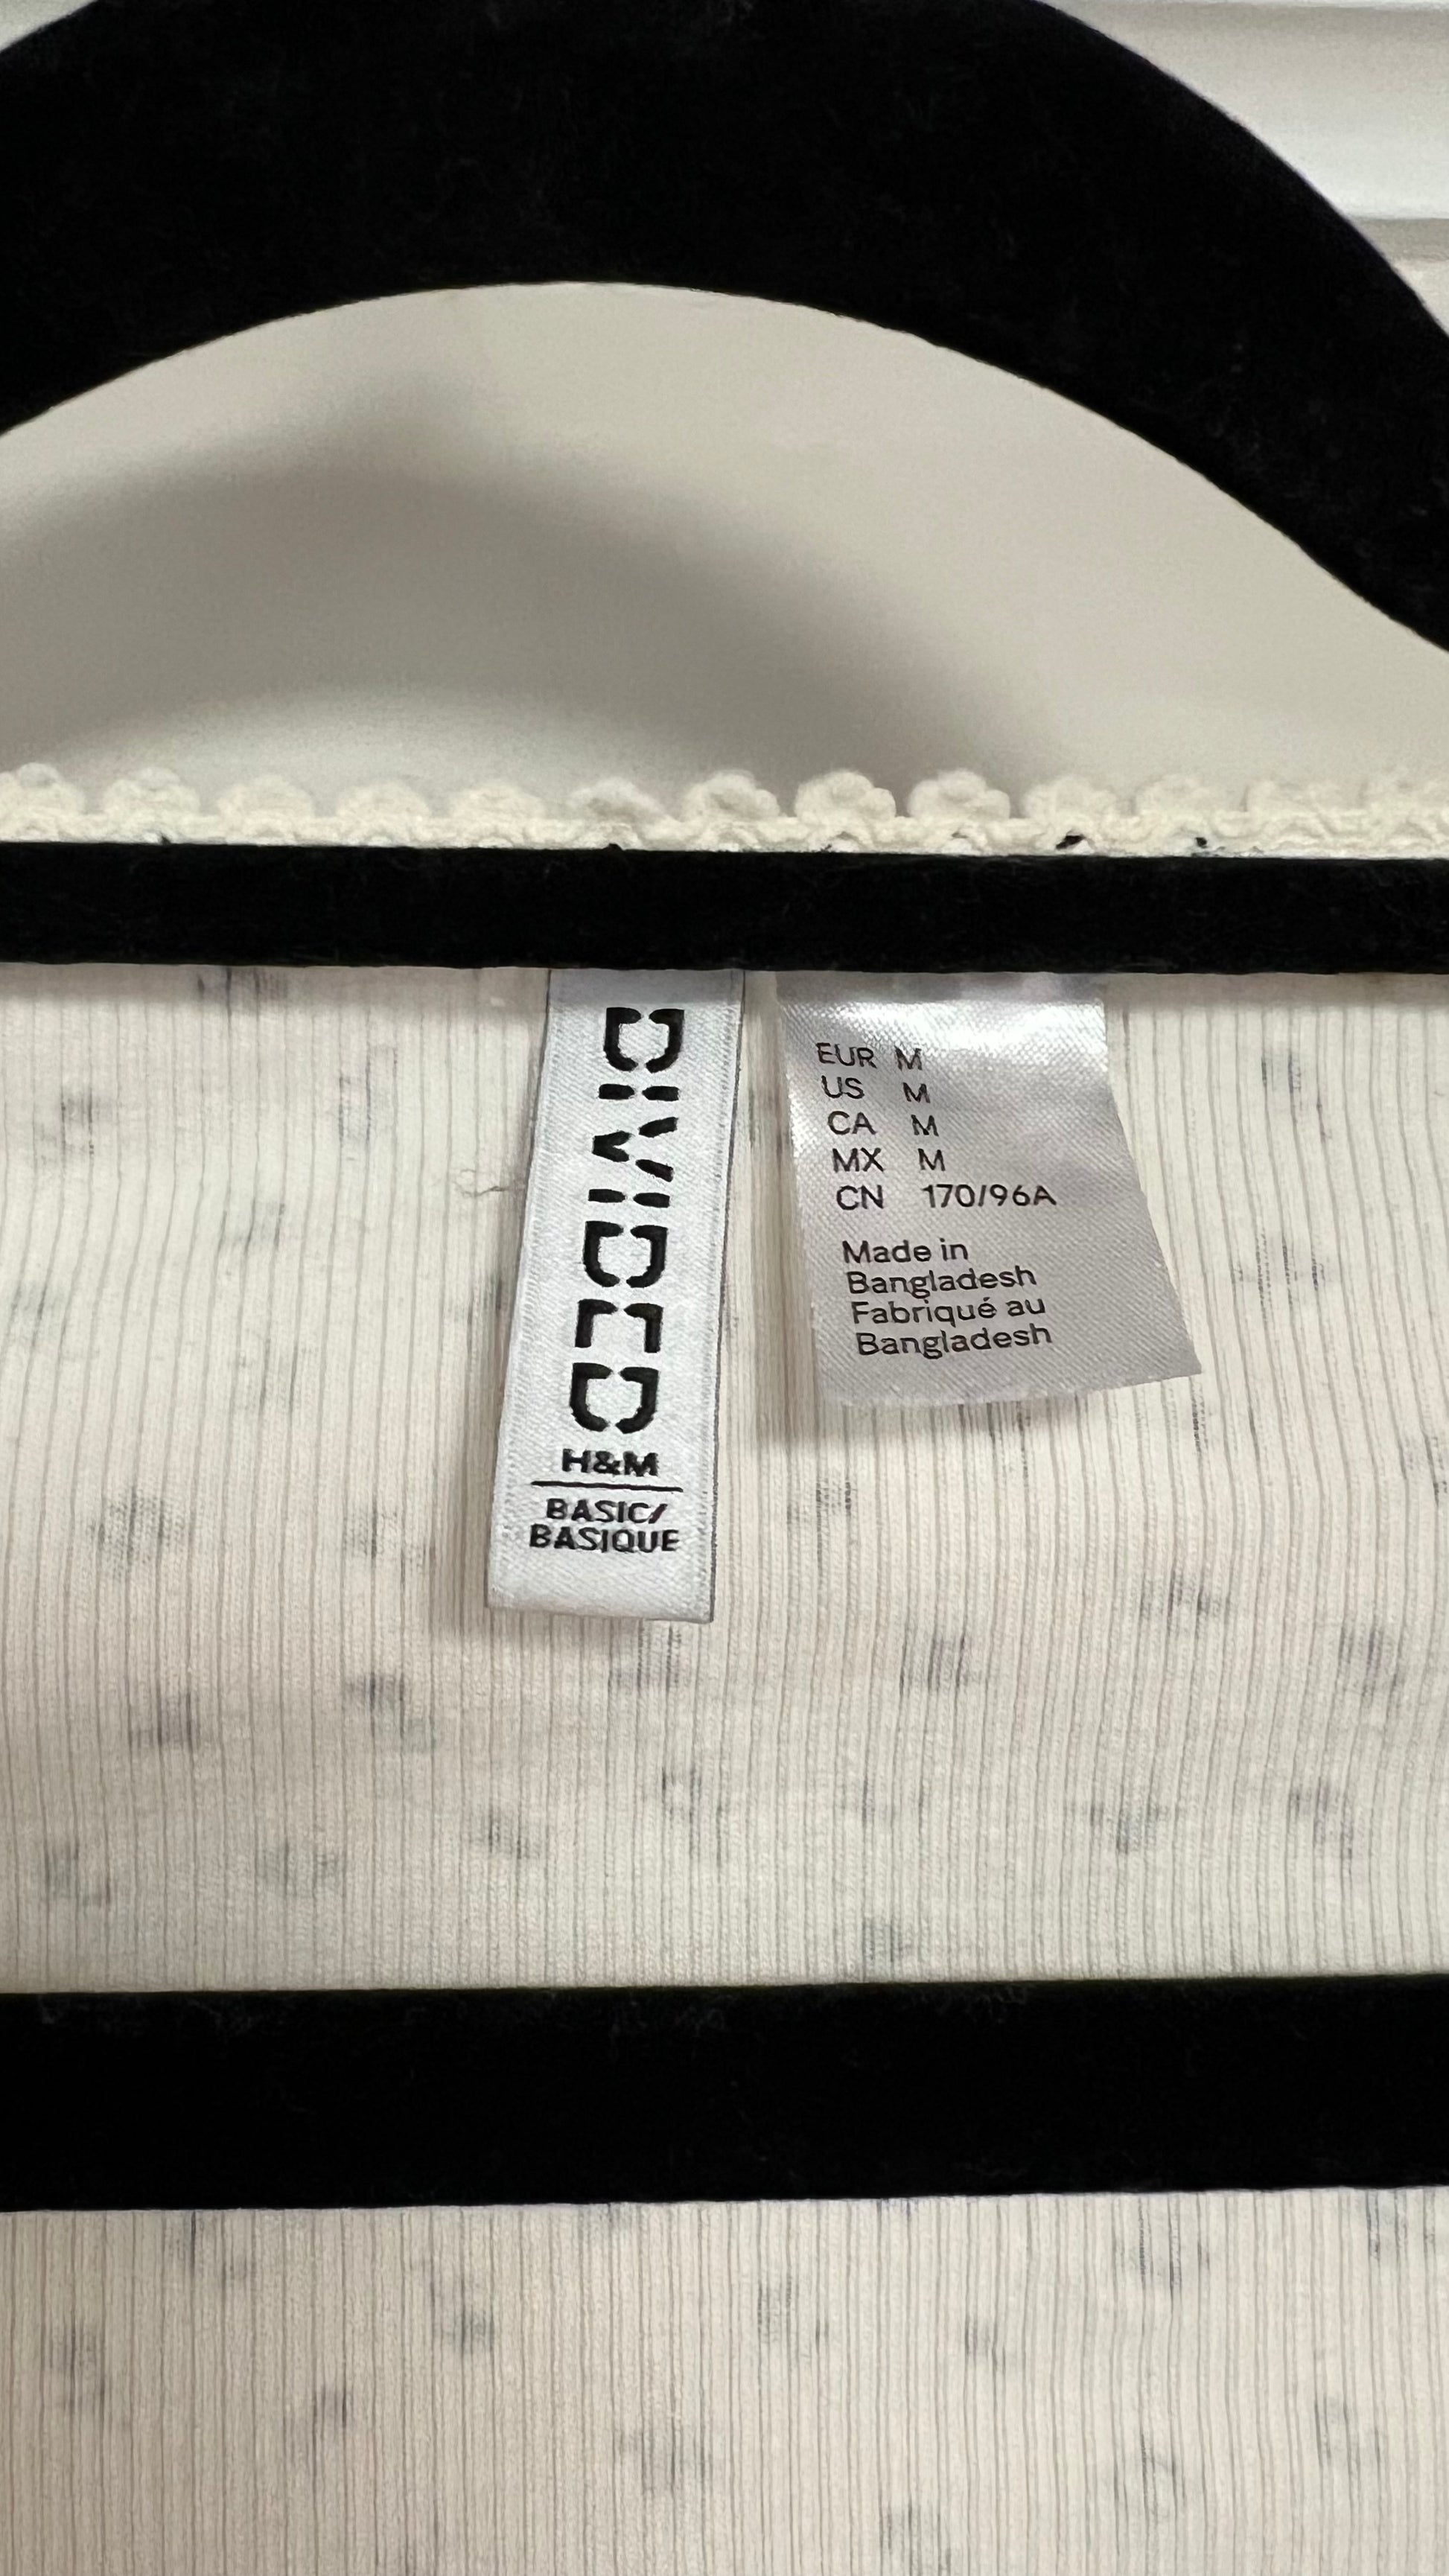 DIVIDED
H&M
BASIC/
BASIQUE
EUR M
US M
CA M
MX M
CN 170/96A
Made in
Bangladesh
Fabriqué au
Bangladesh